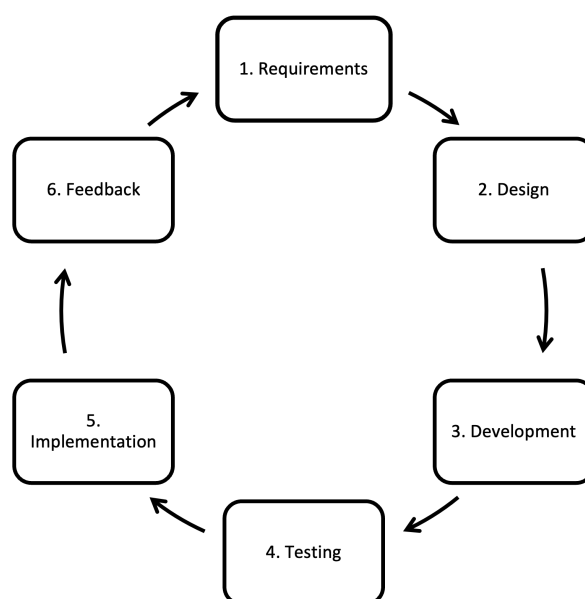 1. Requirements
2. Design
3. Development
4. Testing
5.
Implementation
6. Feedback